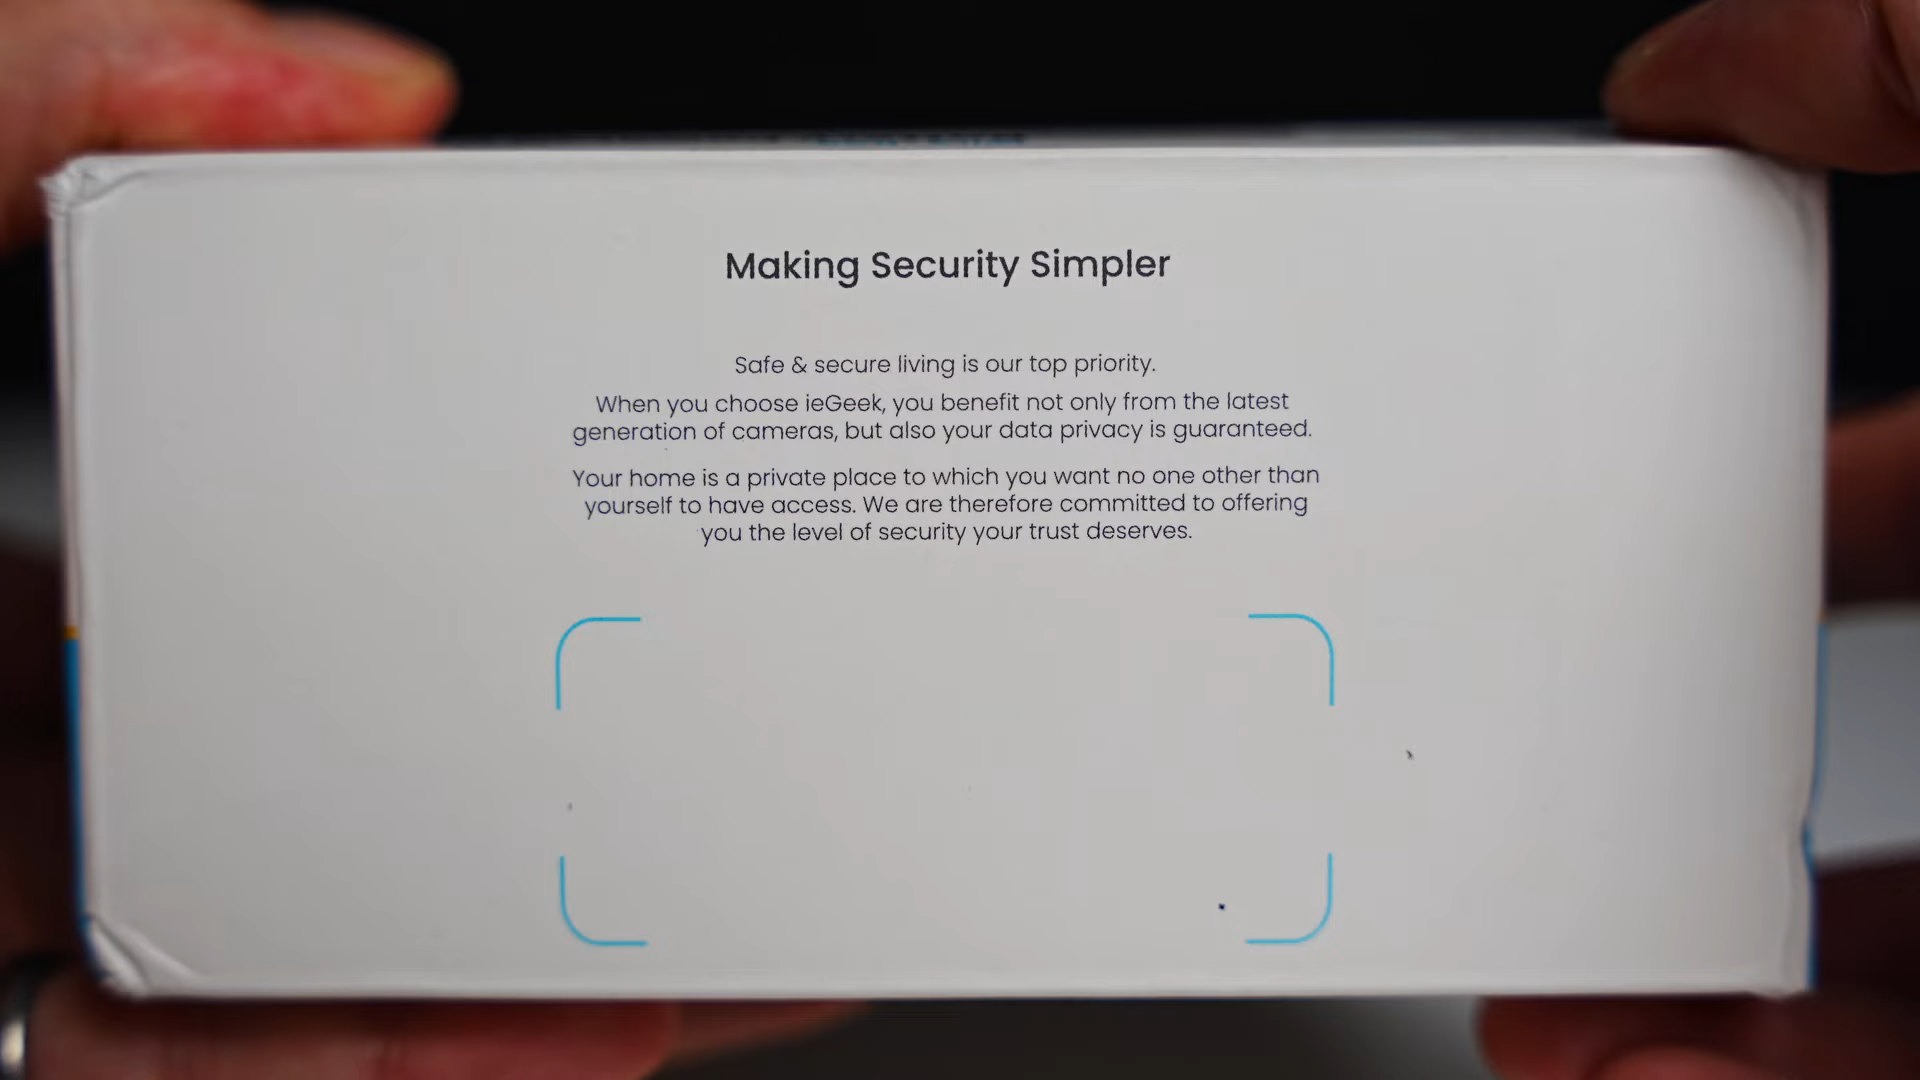 Making Security Simpler
Safe & secure living is our top priority.
When you choose ieGeek, you benefit not only from the latest
generation of cameras, but also your data privacy is guaranteed.
Your home is a private place to which you want no one other than
yourself to have access. We are therefore committed to offering
you the level of security your trust deserves.